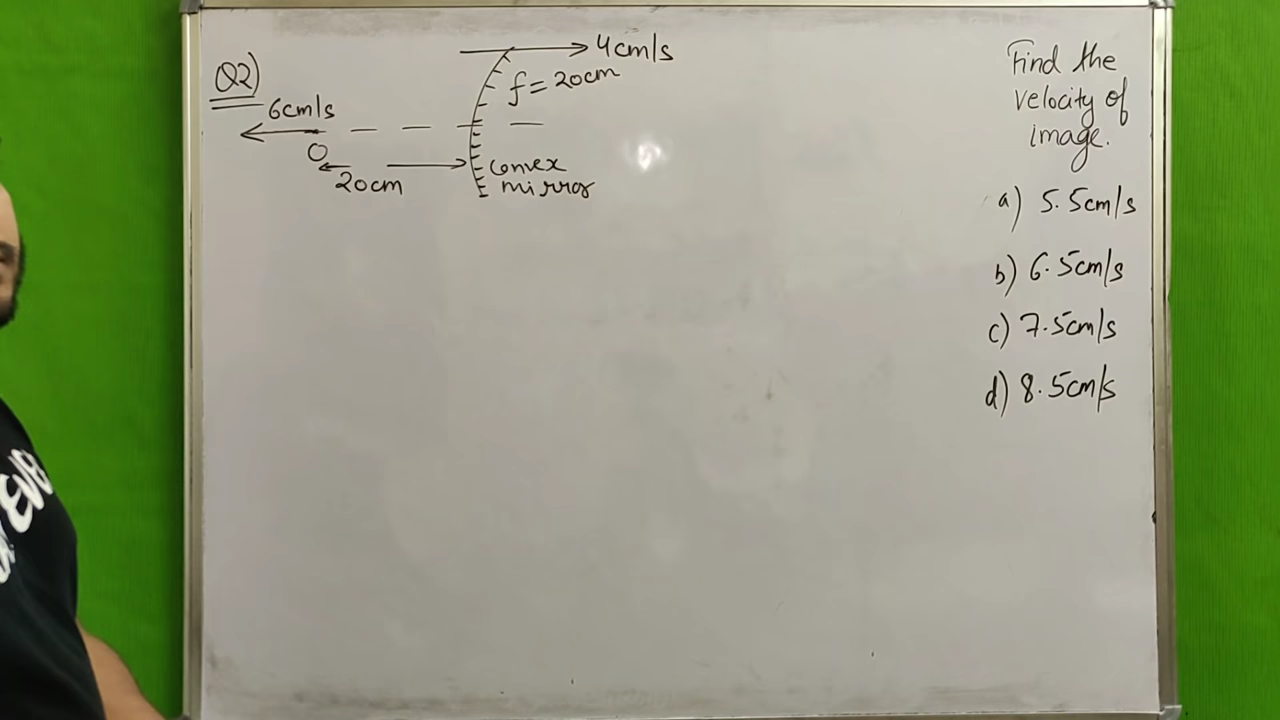 Q2)
4cm/s
f = 20cm
6cm/s
O
20cm
Convex
mirror
Find the
velocity of
image.
a) 5.5cm/s
b) 6.5cm/s
c) 7.5cm/s
d) 8.5cm/s